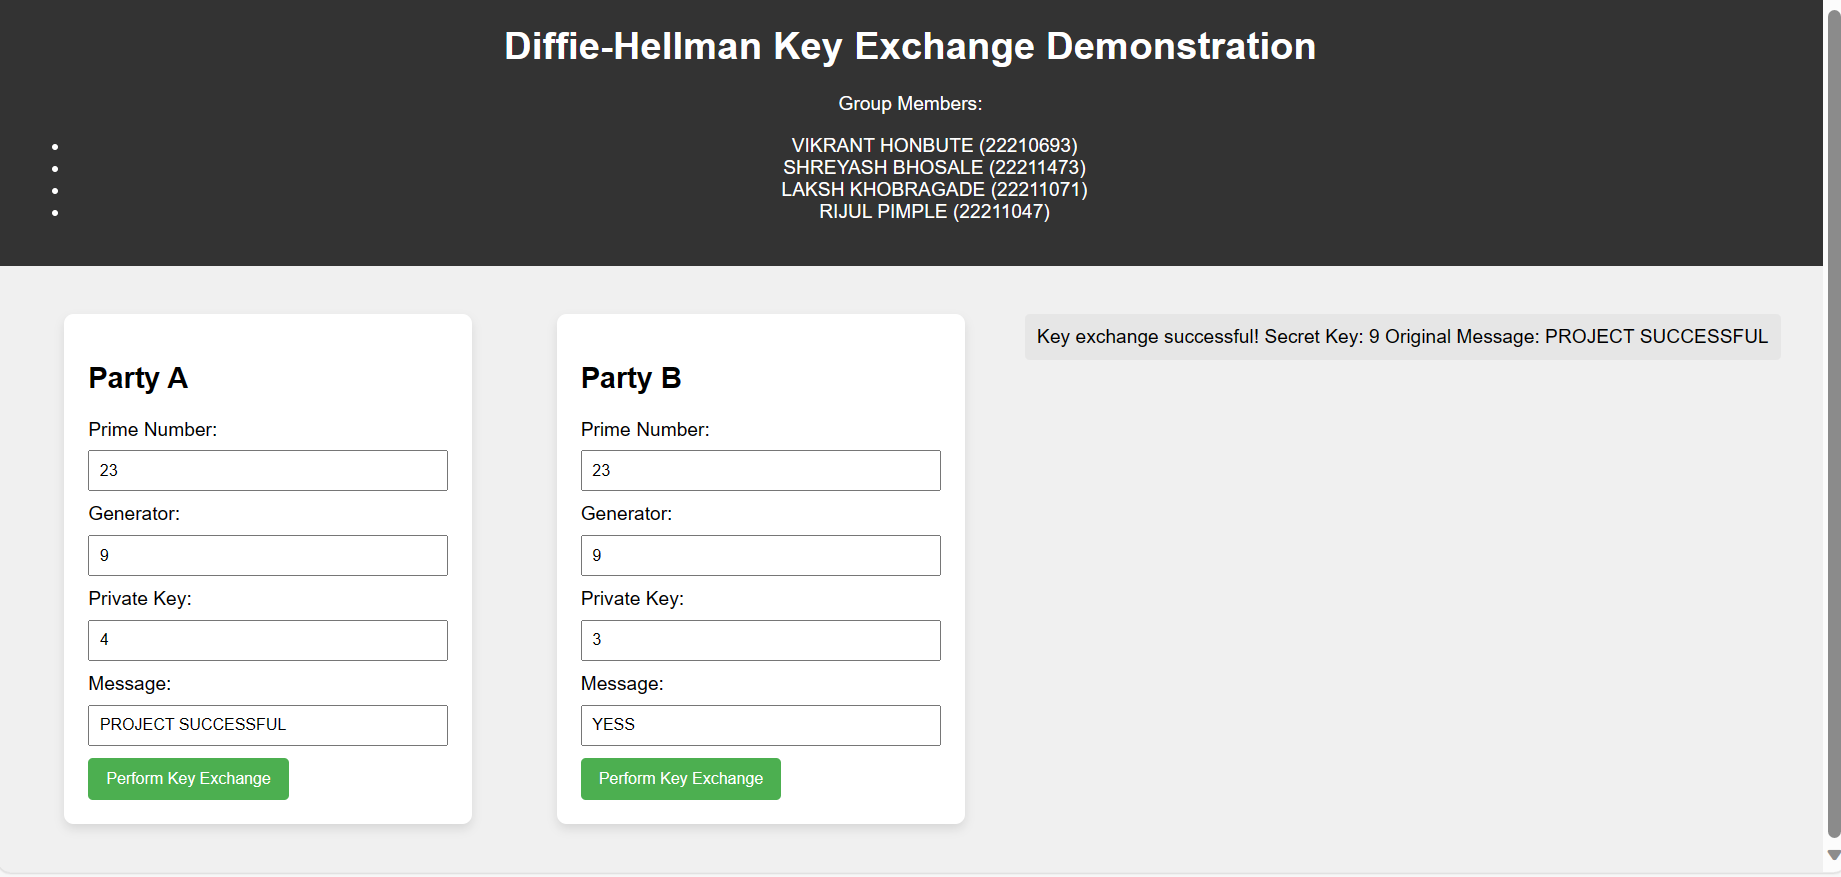 Diffie-Hellman Key Exchange Demonstration
Group Members:
VIKRANT HONBUTE (22210693)
SHREYASH BHOSALE (22211473)
LAKSH KHOBRAGADE (22211071)
RIJUL PIMPLE (22211047)
Party A
Prime Number:
23
Generator:
9
Private Key:
4
Message:
PROJECT SUCCESSFUL
Perform Key Exchange
Party B
Prime Number:
23
Generator:
9
Private Key:
3
Message:
YESS
Perform Key Exchange
Key exchange successful! Secret Key: 9 Original Message: PROJECT SUCCESSFUL